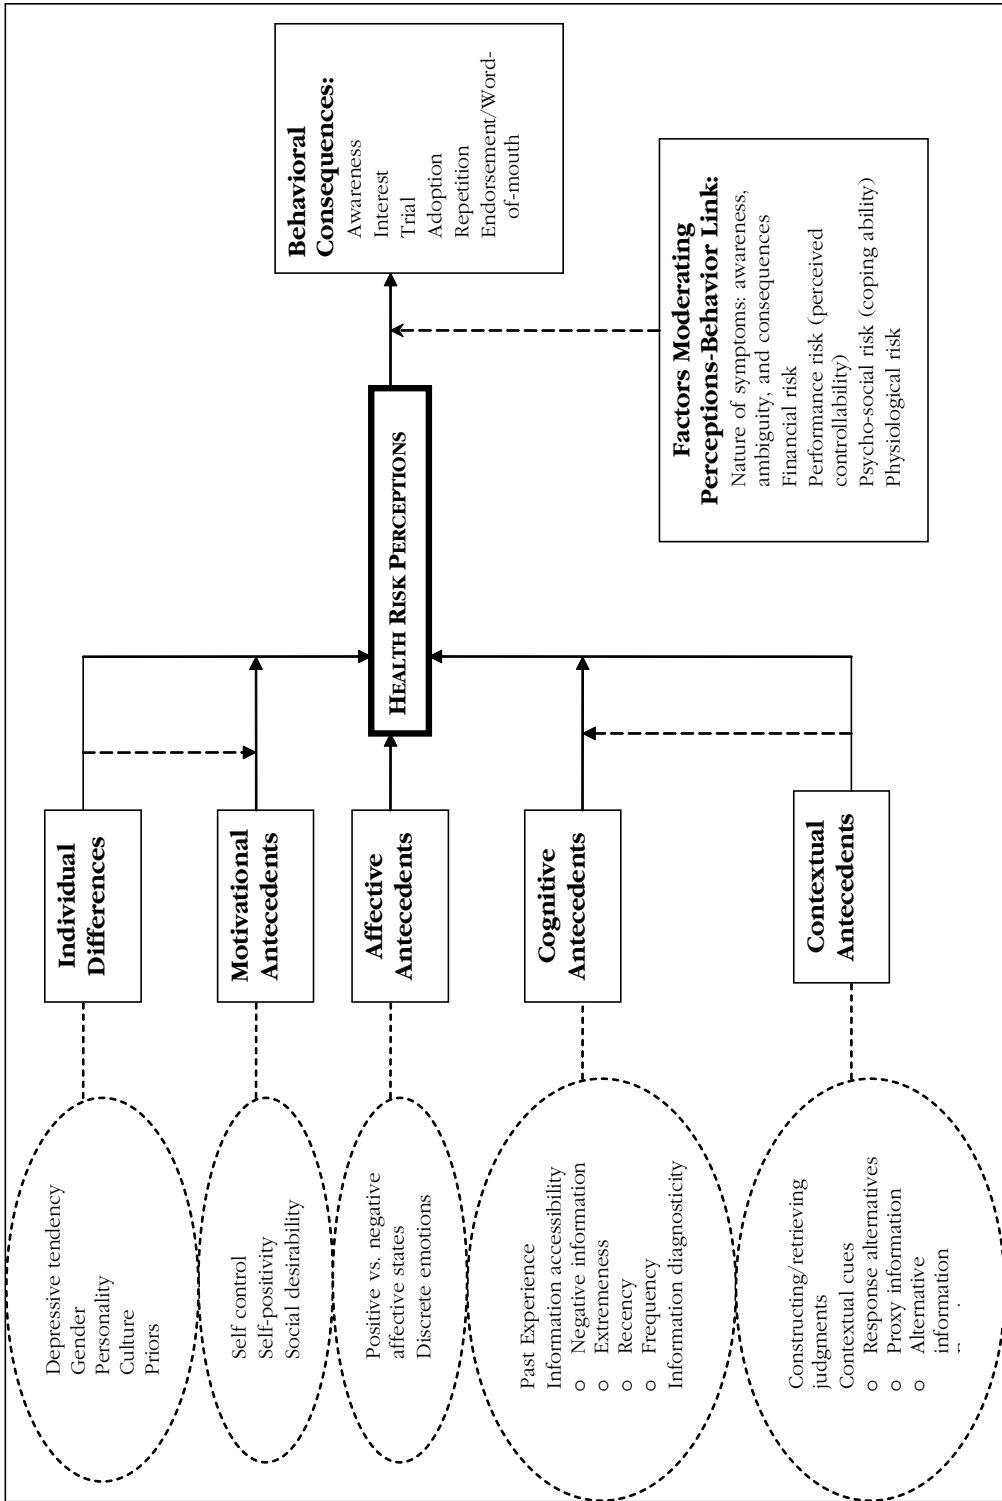 Depressive tendency
Gender
Personality
Culture
Priors
Individual
Differences
Self control
Self-positivity
Social desirability
Motivational
Antecedents
Positive vs. negative
affective states
Discrete emotions
Affective
Antecedents
Past Experience
Information accessibility
o Negative information
o Extremeness
o Recency
o Frequency
Information diagnosticity
Cognitive
Antecedents
Constructing/retrieving
judgments
Contextual cues
o Response alternatives
o Proxy information
o Alternative
information
Contextual
Antecedents
HEALTH RISK PERCEPTIONS
Behavioral
Consequences:
Awareness
Interest
Trial
Adoption
Repetition
Endorsement/Word-
of-mouth
Factors Moderating
Perceptions-Behavior Link:
Nature of symptoms: awareness,
ambiguity, and consequences
Financial risk
Performance risk (perceived
controllability)
Psycho-social risk (coping ability)
Physiological risk